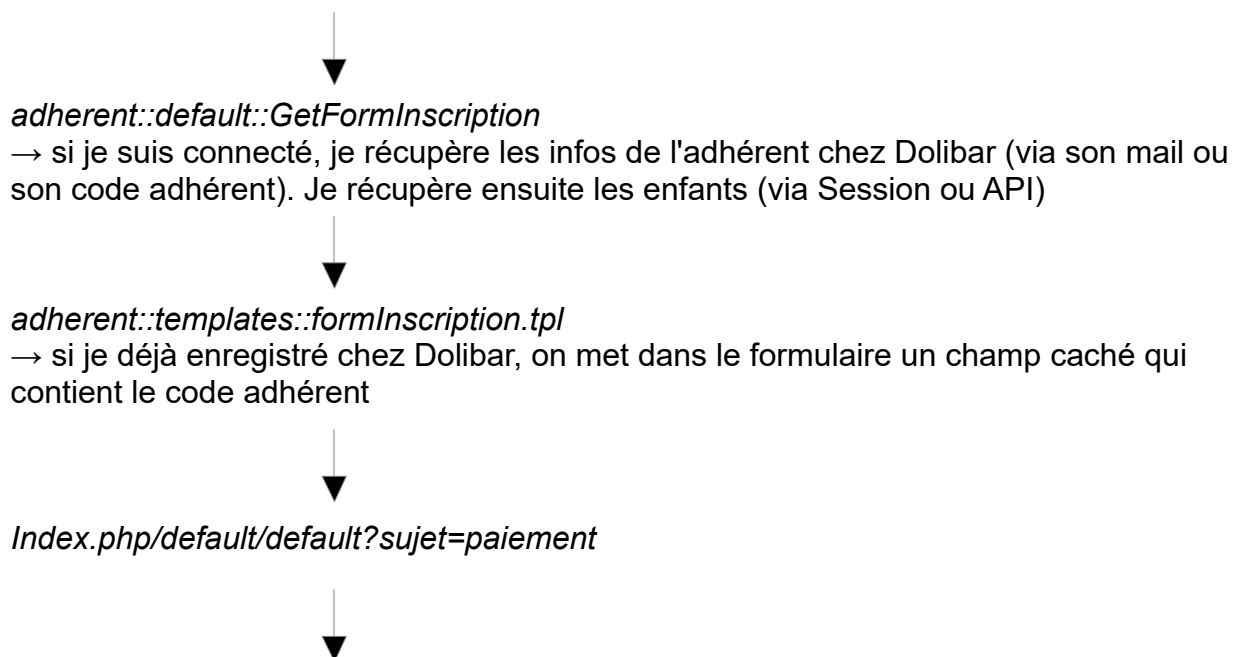 adherent::default::GetFormInscription
→ si je suis connecté, je récupère les infos de l'adhérent chez Dolibar (via son mail ou
son code adhérent). Je récupère ensuite les enfants (via Session ou API)
adherent::templates::formInscription.tpl
→ si je déjà enregistré chez Dolibar, on met dans le formulaire un champ caché qui
contient le code adhérent
Index.php/default/default?sujet=paiement